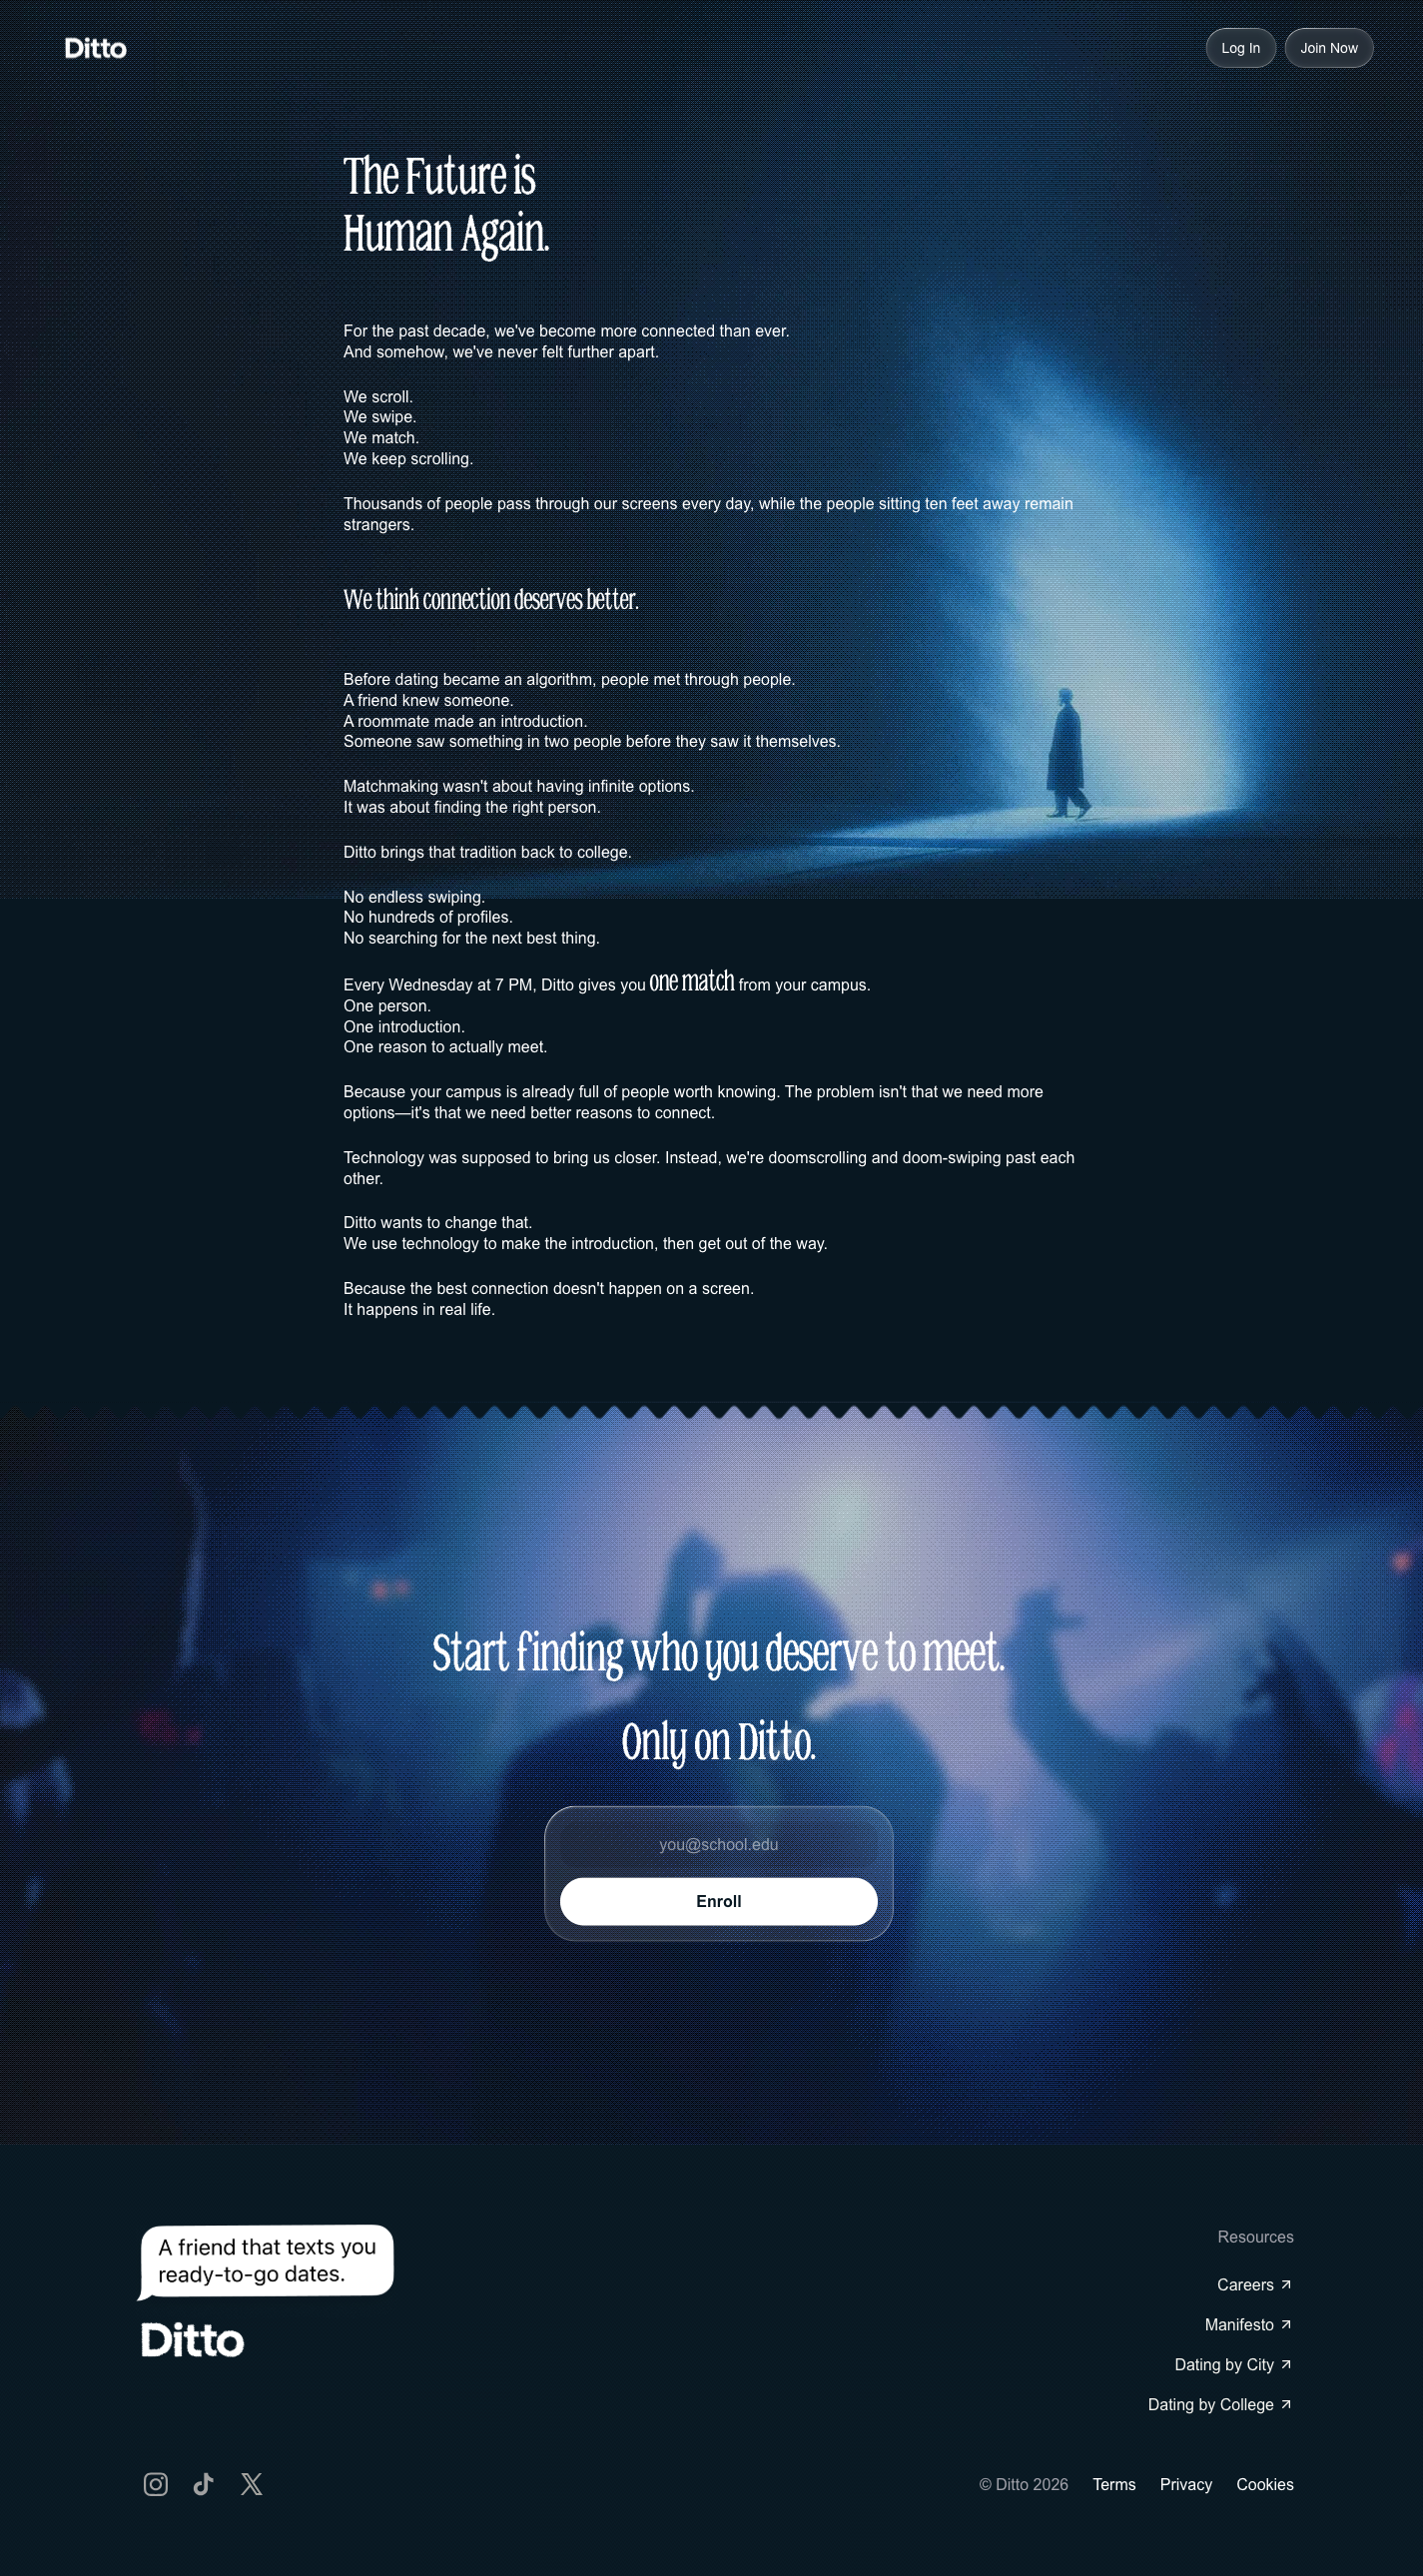 Ditto
Log In
Join Now
The Future is
Human Again.
For the past decade, we've become more connected than ever.
And somehow, we've never felt further apart.
We scroll.
We swipe.
We match.
We keep scrolling.
Thousands of people pass through our screens every day, while the people sitting ten feet away remain
strangers.
We think connection deserves better.
Before dating became an algorithm, people met through people.
A friend knew someone.
A roommate made an introduction.
Someone saw something in two people before they saw it themselves.
Matchmaking wasn't about having infinite options.
It was about finding the right person.
Ditto brings that tradition back to college.
No endless swiping.
No hundreds of profiles.
No searching for the next best thing.
Every Wednesday at 7 PM, Ditto gives you one match from your campus.
One person.
One introduction.
One reason to actually meet.
Because your campus is already full of people worth knowing. The problem isn't that we need more
options—it's that we need better reasons to connect.
Technology was supposed to bring us closer. Instead, we're doomscrolling and doom-swiping past each
other.
Ditto wants to change that.
We use technology to make the introduction, then get out of the way.
Because the best connection doesn't happen on a screen.
It happens in real life.
Start finding who you deserve to meet.
Only on Ditto.
you@school.edu
Enroll
A friend that texts you
ready-to-go dates.
Ditto
Resources
Careers
Manifesto
Dating by City
Dating by College
© Ditto 2026
Terms
Privacy
Cookies